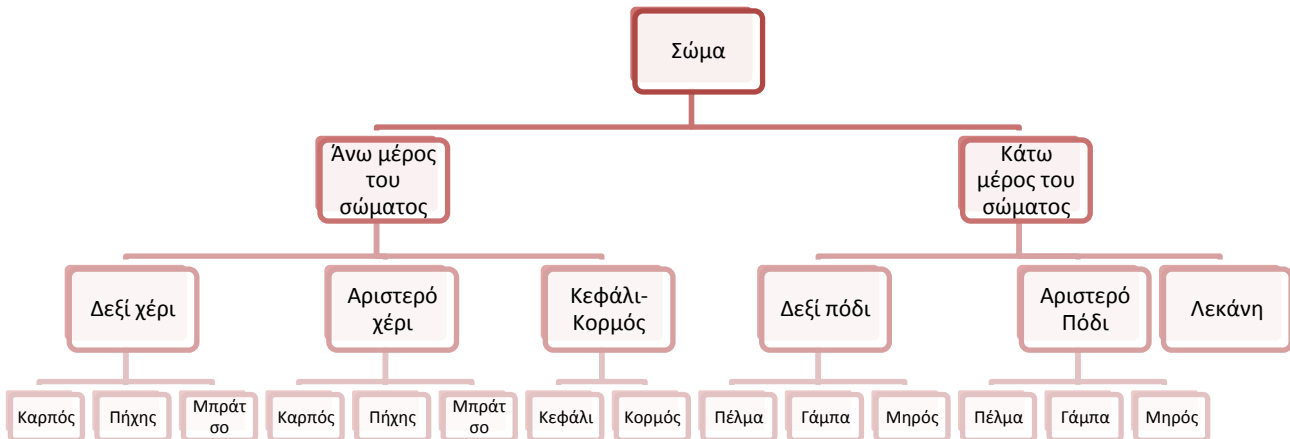 Σώμα
Άνω μέρος
του
σώματος
Κάτω
μέρος του
σώματος
Δεξί χέρι
Αριστερό
χέρι
Κεφάλι-
Κορμός
Δεξί πόδι
Αριστερό
Πόδι
Λεκάνη
Καρπός
Πήχης
Μπράτ
σο
Καρπός
Πήχης
Μπράτ
σο
Κεφάλι
Κορμός
Πέλμα
Γάμπα
Μηρός
Πέλμα
Γάμπα
Μηρός